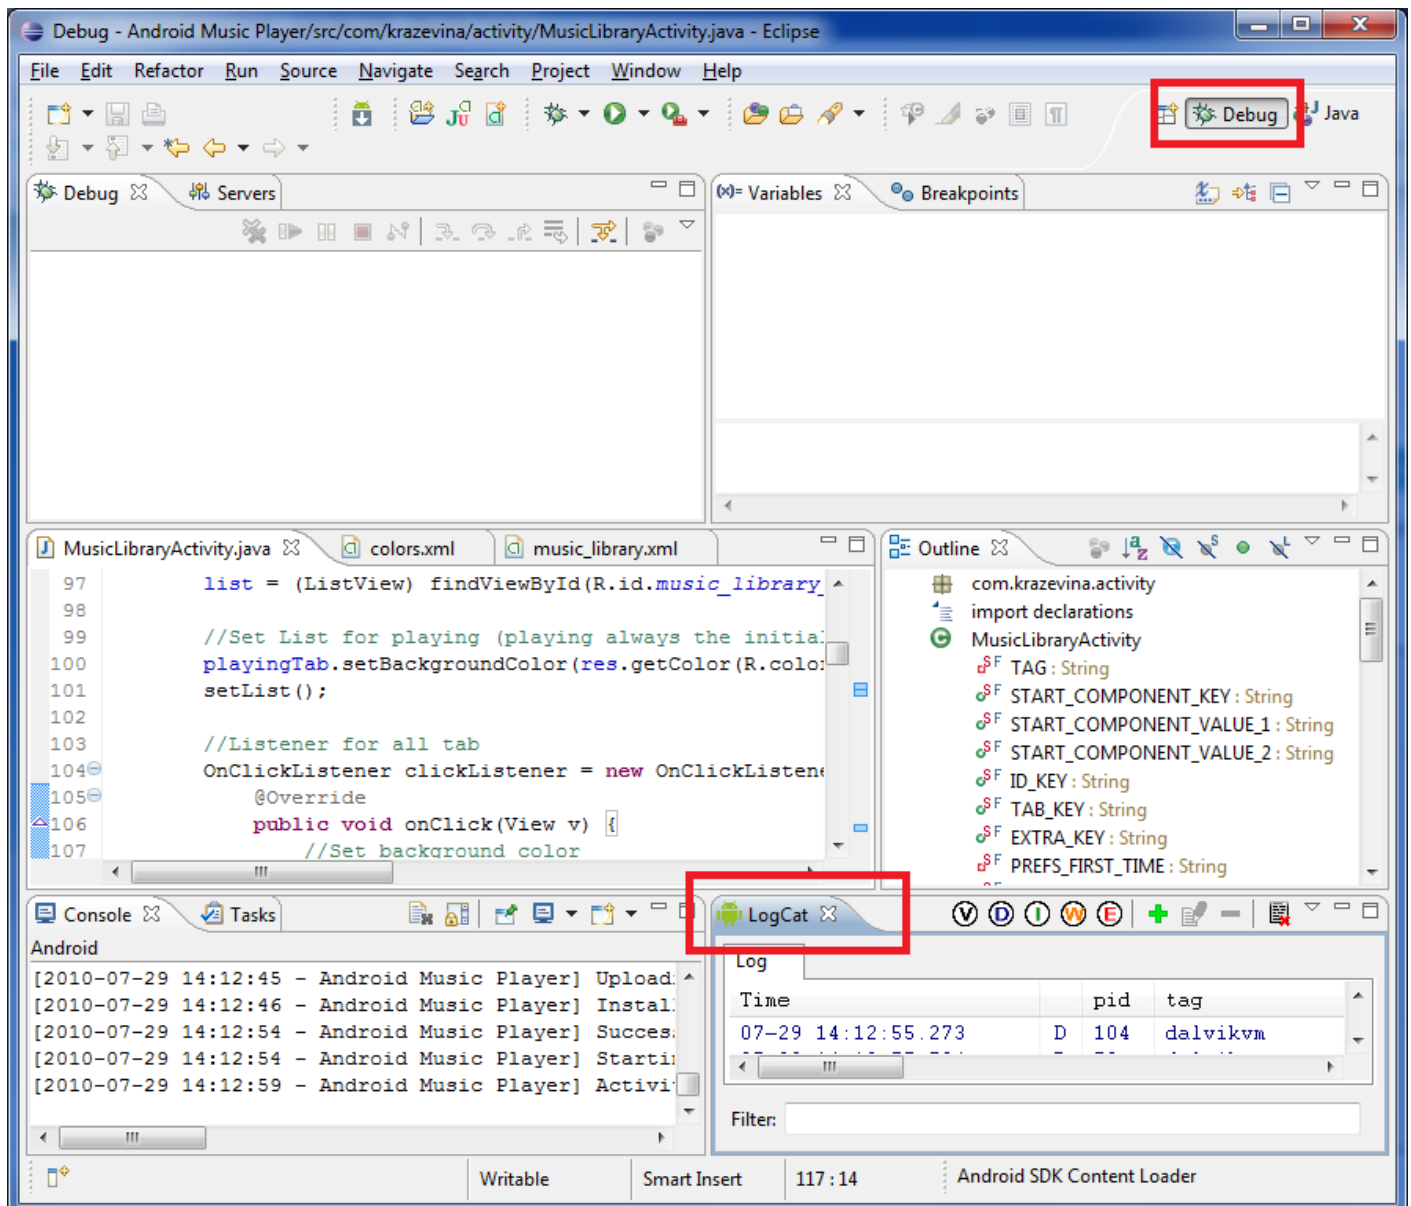 Debug - Android Music Player/src/com/krazevina/activity/MusicLibraryActivity.java - Eclipse
File Edit Refactor Run Source Navigate Search Project Window Help
Debug Java
Debug Servers
Variables Breakpoints
MusicLibraryActivity.java colors.xml music_library.xml
97 list = (ListView) findViewById(R.id.music_library_
98
99 //Set List for playing (playing always the initial
100 playingTab.setBackgroundColor(res.getColor(R.color
101 setList();
102
103 //Listener for all tab
104 OnClickListener clickListener = new OnClickListene
105 @Override
106 public void onClick(View v) {
107 //Set background color
Outline
com.krazevina.activity
import declarations
MusicLibraryActivity
TAG : String
START_COMPONENT_KEY : String
START_COMPONENT_VALUE_1 : String
START_COMPONENT_VALUE_2 : String
ID_KEY : String
TAB_KEY : String
EXTRA_KEY : String
PREFS_FIRST_TIME : String
Console Tasks
Android
[2010-07-29 14:12:45 - Android Music Player] Upload
[2010-07-29 14:12:46 - Android Music Player] Instal
[2010-07-29 14:12:54 - Android Music Player] Succes
[2010-07-29 14:12:54 - Android Music Player] Starti
[2010-07-29 14:12:59 - Android Music Player] Activi
LogCat V D I W E
Log
Time pid tag
07-29 14:12:55.273 D 104 dalvikvm
Filter:
Writable Smart Insert 117 : 14 Android SDK Content Loader